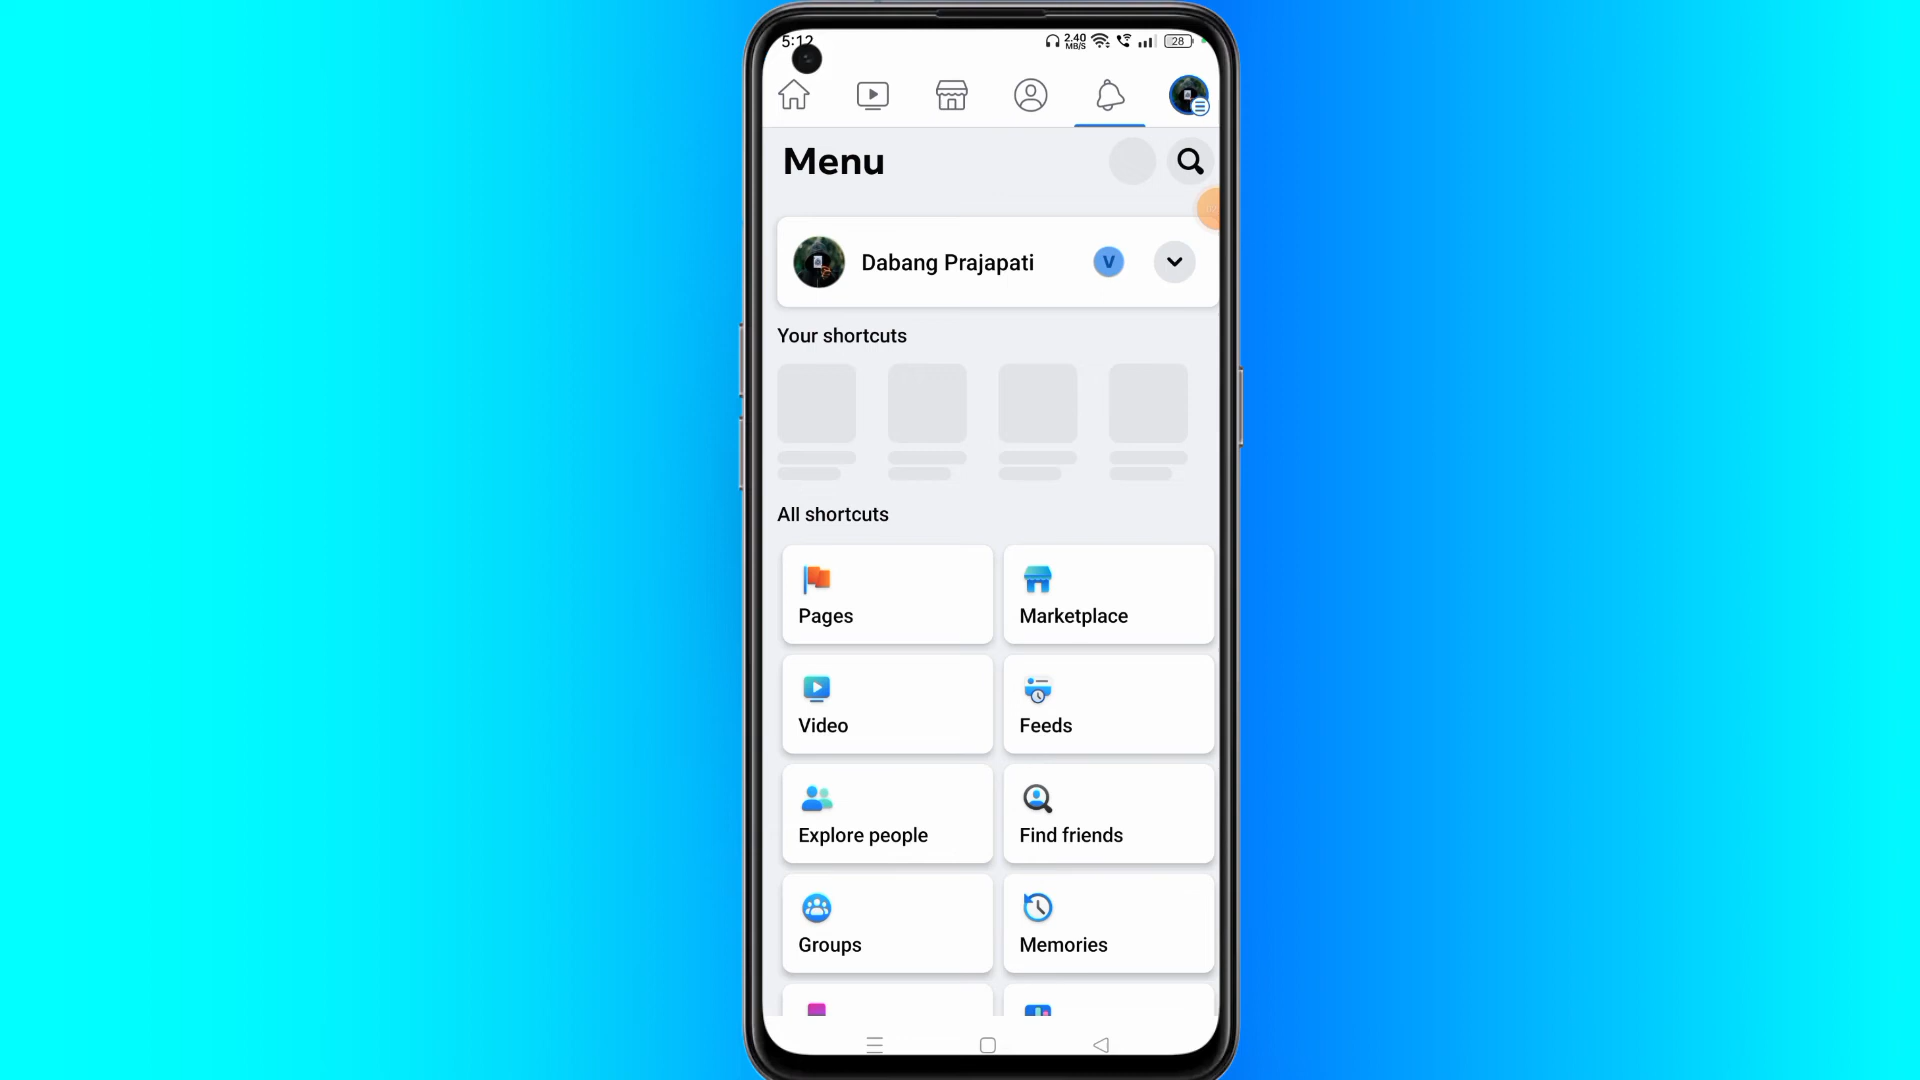 5:12
2.40
MB/S
28
Menu
Dabang Prajapati
V
Your shortcuts
All shortcuts
Pages
Marketplace
Video
Feeds
Explore people
Find friends
Groups
Memories